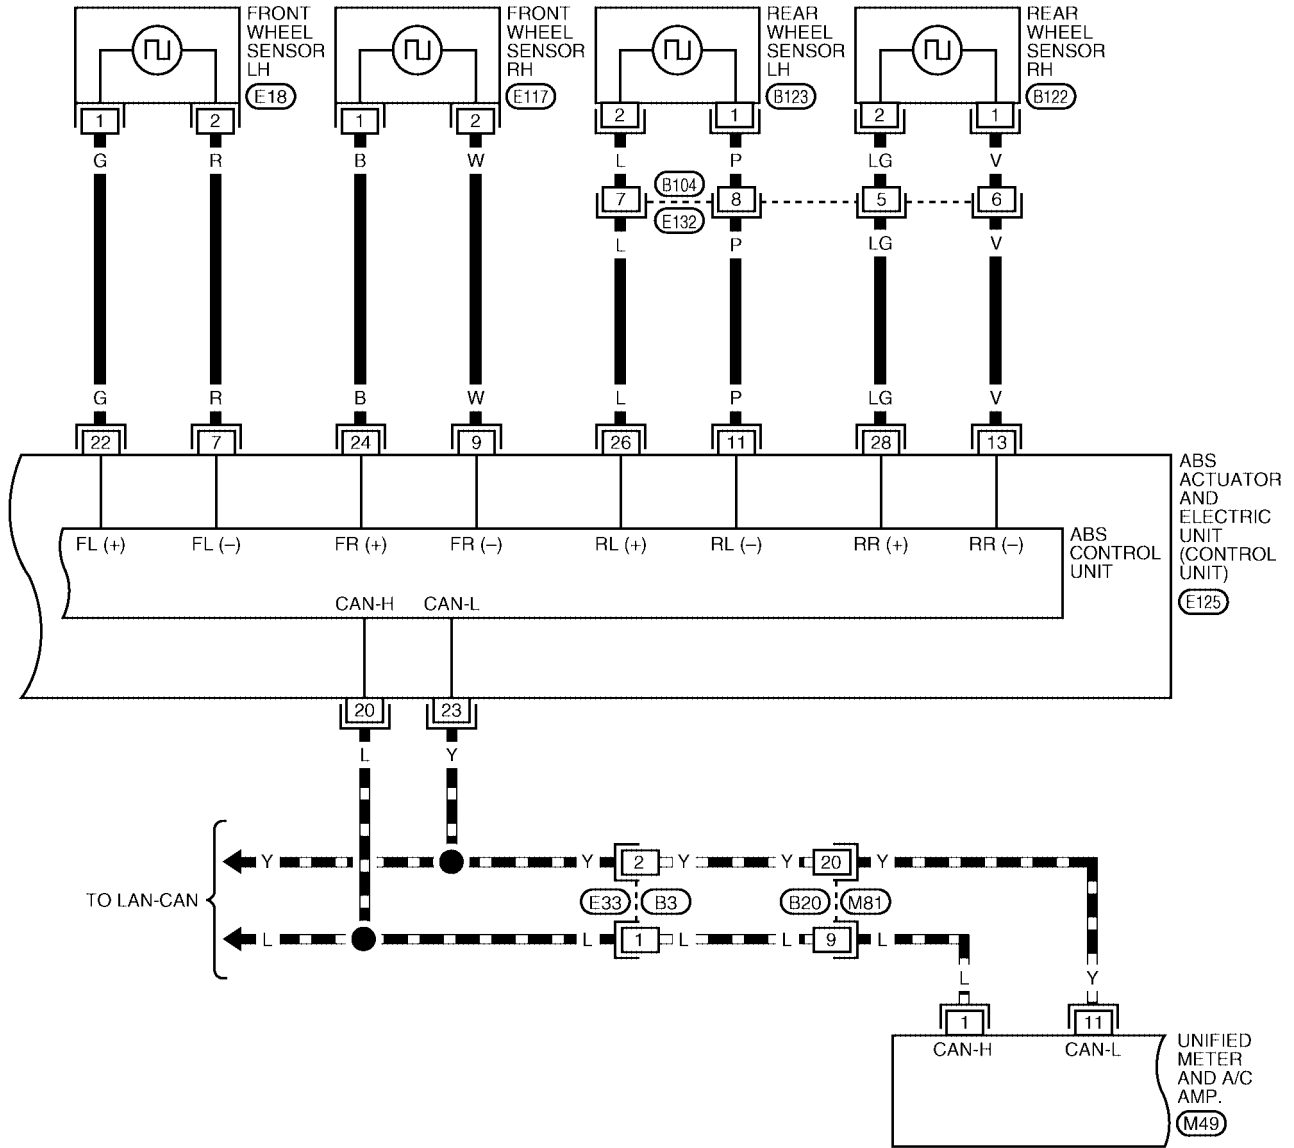 FRONT
WHEEL
SENSOR
LH
E18
FRONT
WHEEL
SENSOR
RH
E117
REAR
WHEEL
SENSOR
LH
B123
REAR
WHEEL
SENSOR
RH
B122
1 2 1 2 2 1 2 1
G R B W L P LG V
B104
7 8 5 6
E132
L P LG V
G R B W L P LG V
22 7 24 9 26 11 28 13
ABS
ACTUATOR
AND
ELECTRIC
UNIT
(CONTROL
UNIT)
E125
FL (+) FL (–) FR (+) FR (–) RL (+) RL (–) RR (+) RR (–)
ABS
CONTROL
UNIT
CAN-H CAN-L
20 23
L Y
Y Y 2 Y Y 20 Y
TO LAN-CAN
E33 B3 B20 M81
L L 1 L L 9 L
L Y
1 11
CAN-H CAN-L
UNIFIED
METER
AND A/C
AMP.
M49